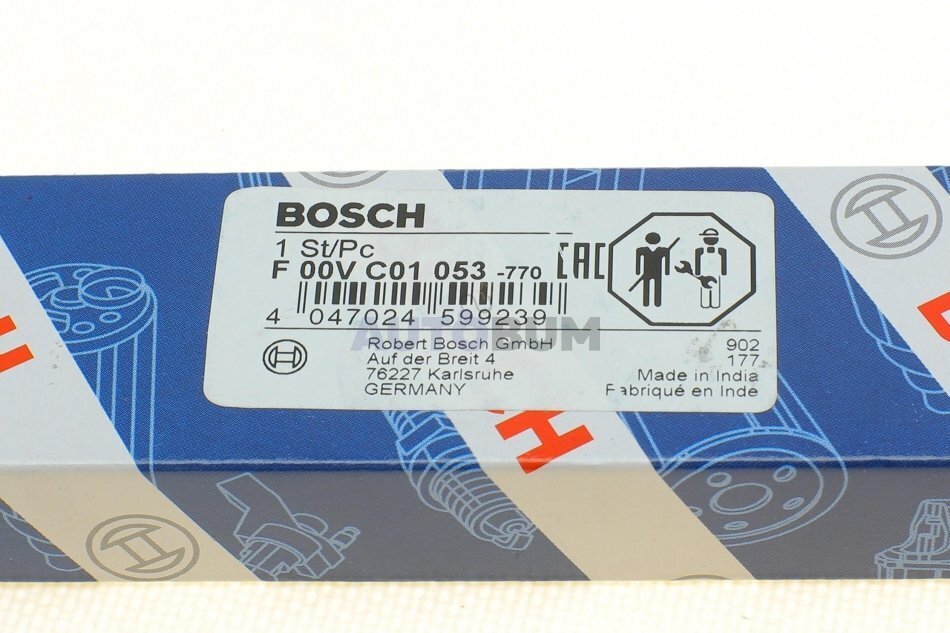 BOSCH
1 St/Pc
F 00V C01 053 -770
EAC
4 047024 599239
AUTOBUM
Robert Bosch GmbH
Auf der Breit 4
76227 Karlsruhe
GERMANY
902
177
Made in India
Fabriqué en Inde